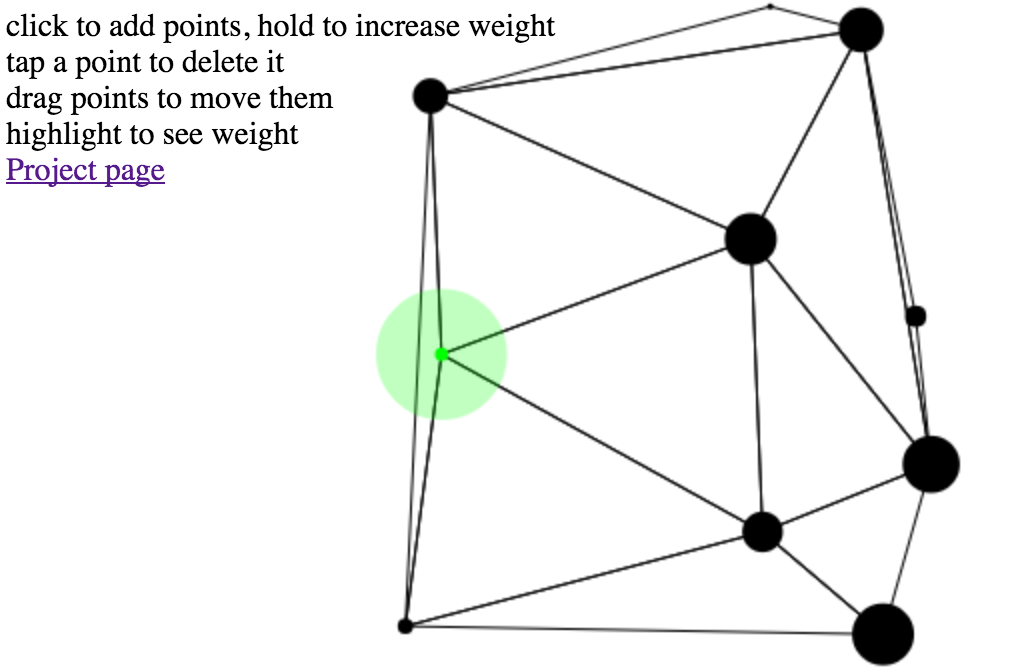 click to add points, hold to increase weight
tap a point to delete it
drag points to move them
highlight to see weight
Project page